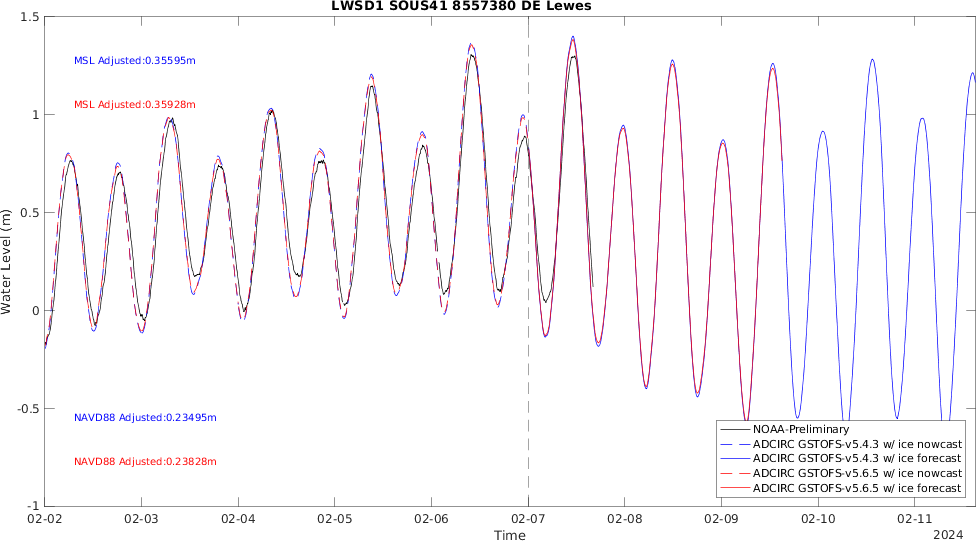 LWSD1 SOUS41 8557380 DE Lewes
1.5
MSL Adjusted:0.35595m
MSL Adjusted:0.35928m
1
0.5
Water Level (m)
0
-0.5
NAVD88 Adjusted:0.23495m
NAVD88 Adjusted:0.23828m
NOAA-Preliminary
ADCIRC GSTOFS-v5.4.3 w/ ice nowcast
ADCIRC GSTOFS-v5.4.3 w/ ice forecast
ADCIRC GSTOFS-v5.6.5 w/ ice nowcast
ADCIRC GSTOFS-v5.6.5 w/ ice forecast
-1
02-02 02-03 02-04 02-05 02-06 02-07 02-08 02-09 02-10 02-11
Time
2024